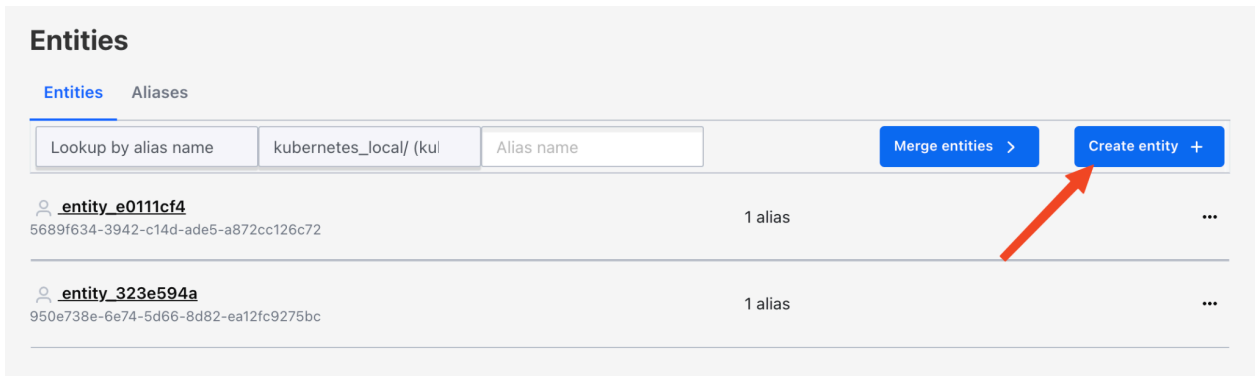 Entities
Entities Aliases
Lookup by alias name kubernetes_local/ (kul Alias name Merge entities Create entity +
entity_e0111cf4 1 alias
5689f634-3942-c14d-ade5-a872cc126c72
entity_323e594a 1 alias
950e738e-6e74-5d66-8d82-ea12fc9275bc